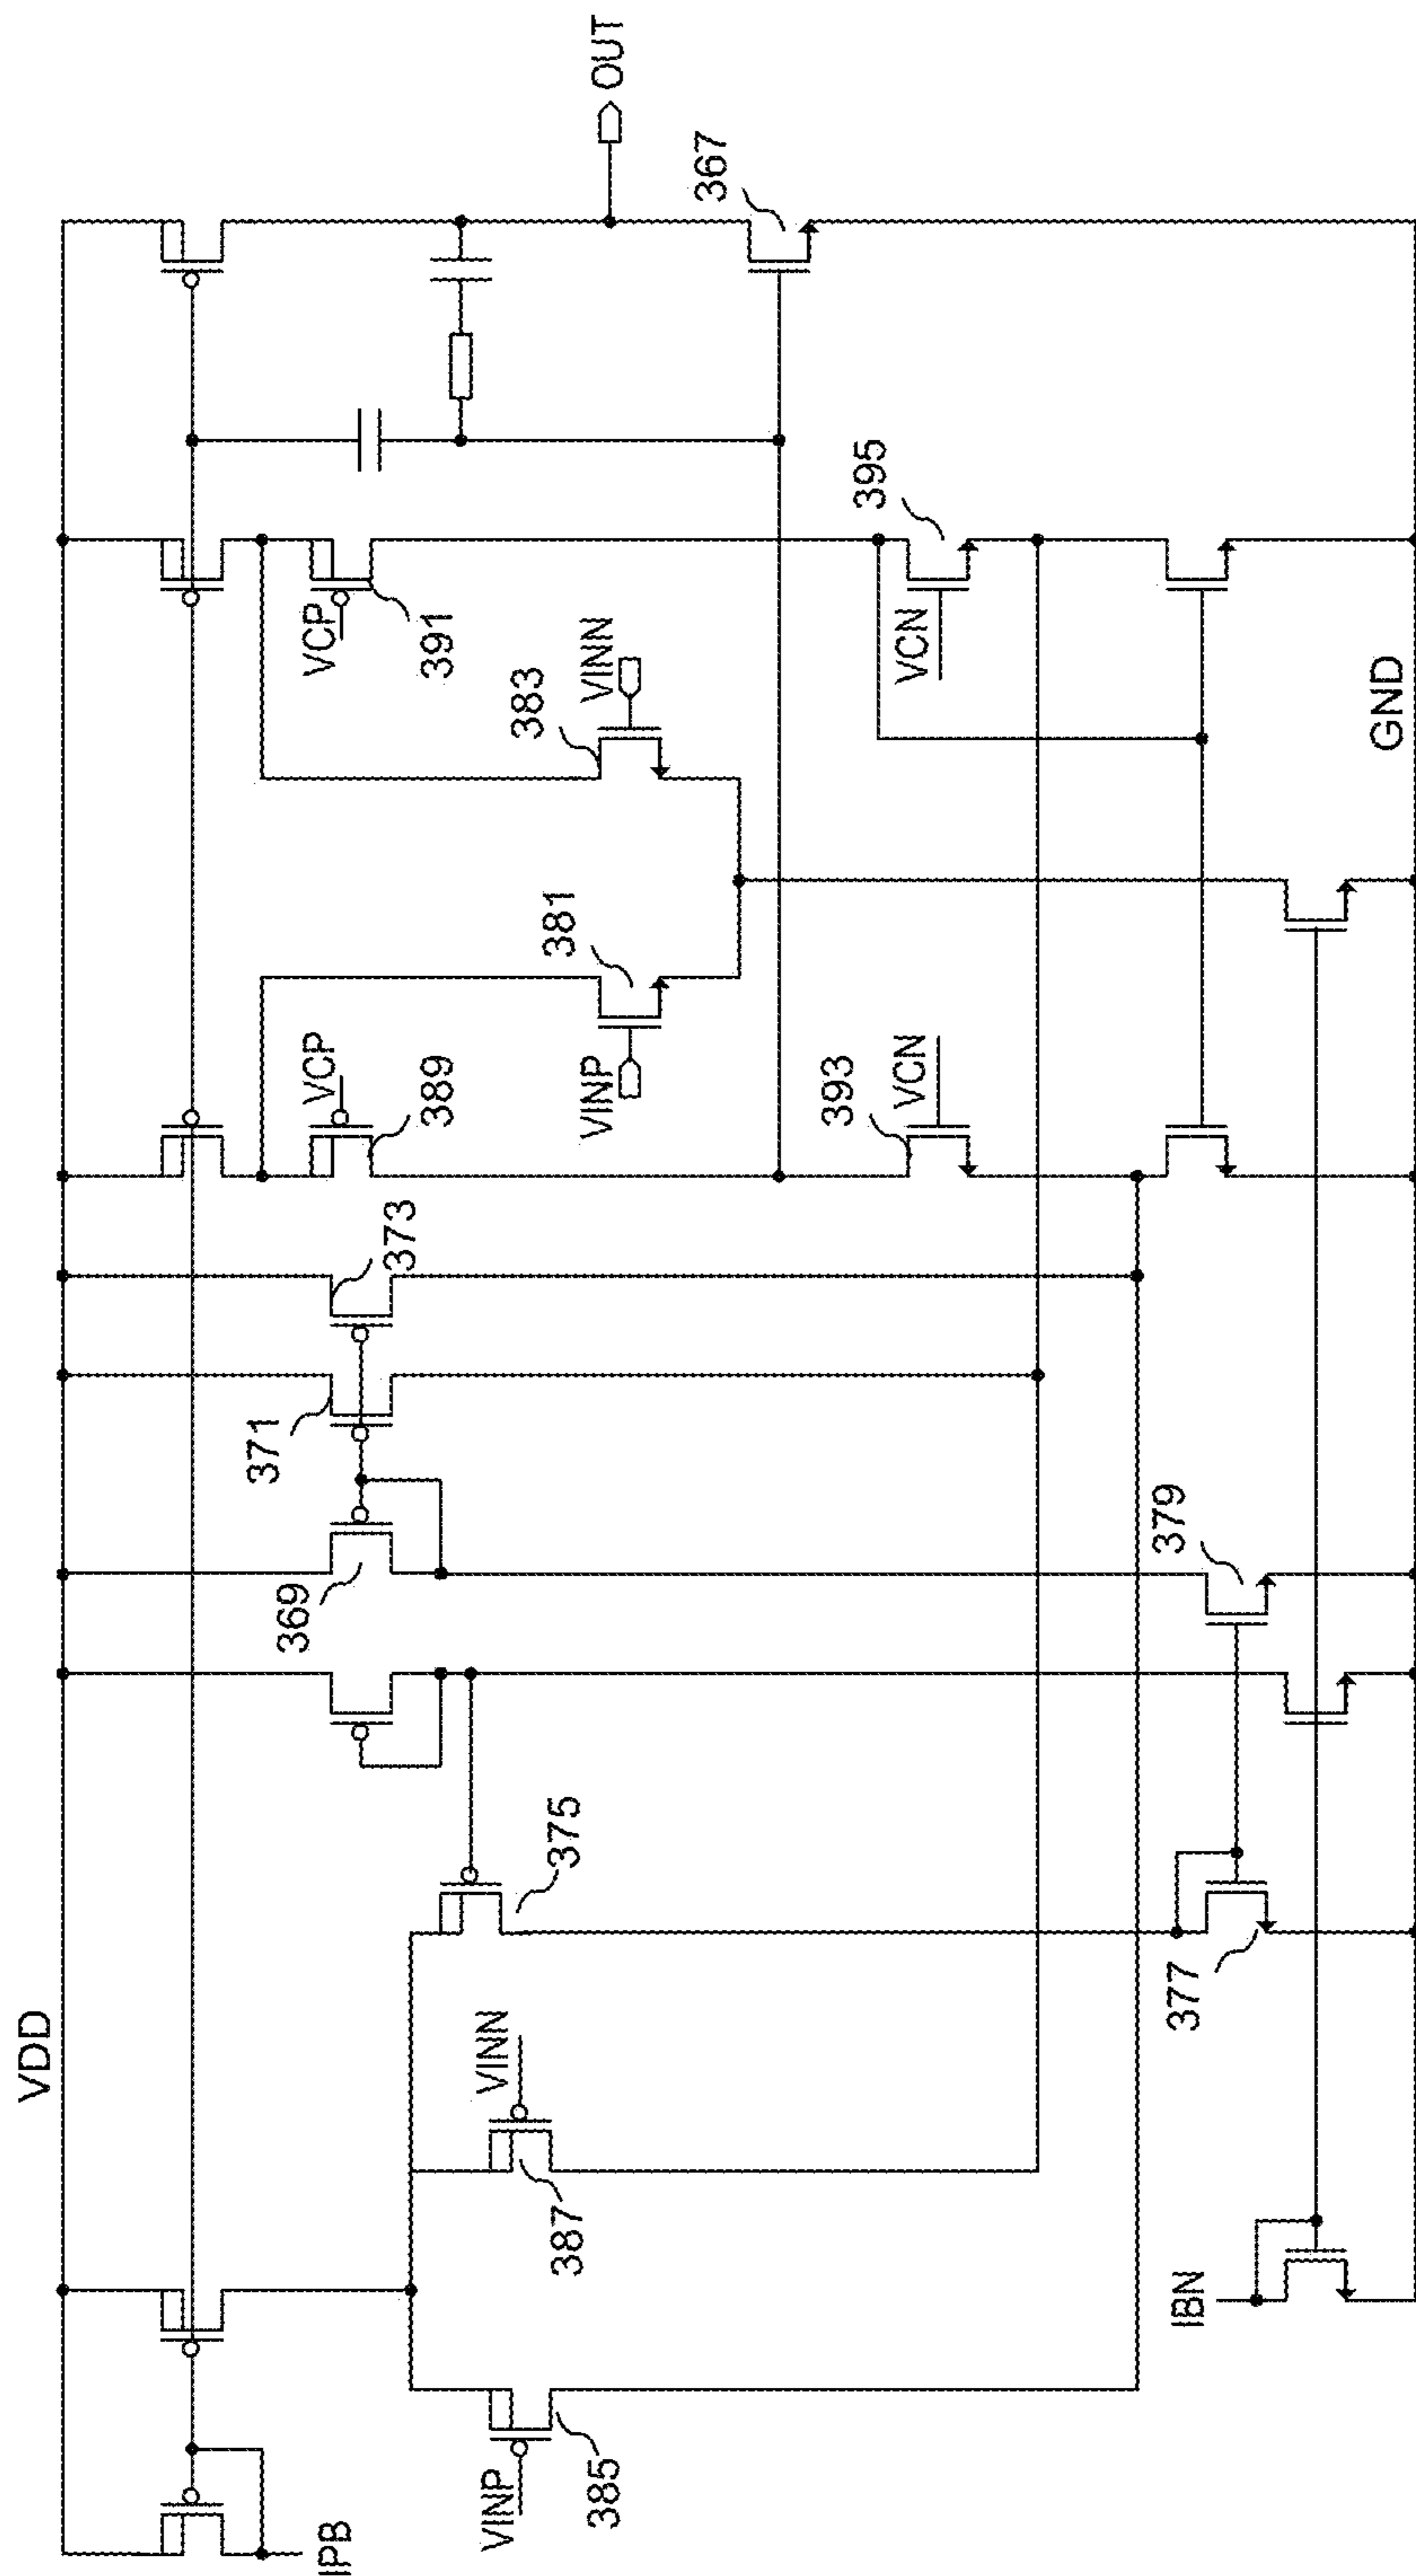 VDD
IPB
VINP
385
387
VINN
IBN
375
377
369
379
371
373
VCP
389
393
VCN
VINP
381
383
VINN
VCP
391
VCN
395
GND
367
OUT